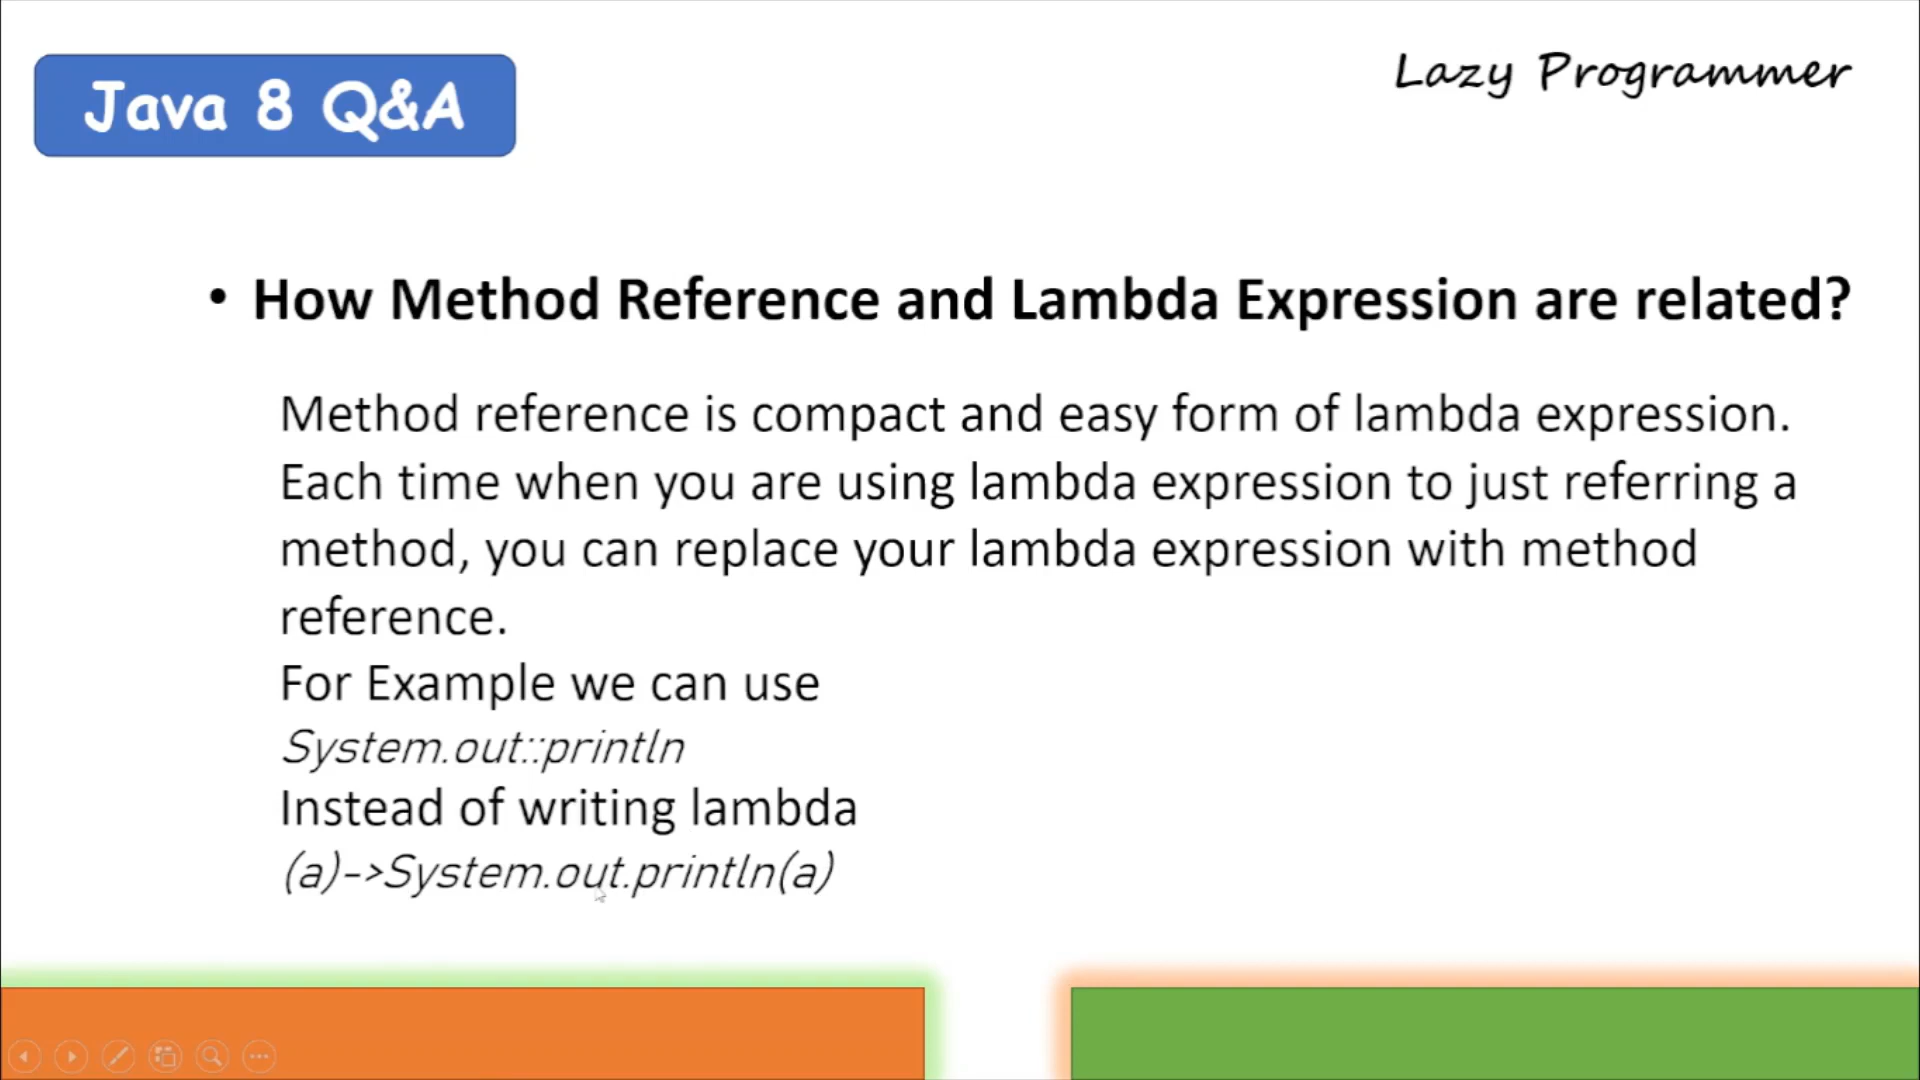 Java 8 Q&A
Lazy Programmer
• How Method Reference and Lambda Expression are related?
Method reference is compact and easy form of lambda expression.
Each time when you are using lambda expression to just referring a
method, you can replace your lambda expression with method
reference.
For Example we can use
System.out::println
Instead of writing lambda
(a)->System.out.println(a)